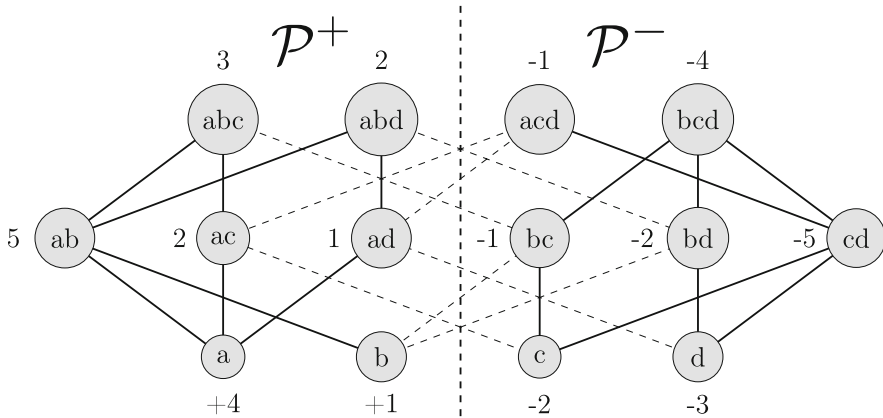 𝒫⁺ 𝒫⁻
3 2 -1 -4
abc abd acd bcd
5 ab 2 ac 1 ad -1 bc -2 bd -5 cd
a b c d
+4 +1 -2 -3